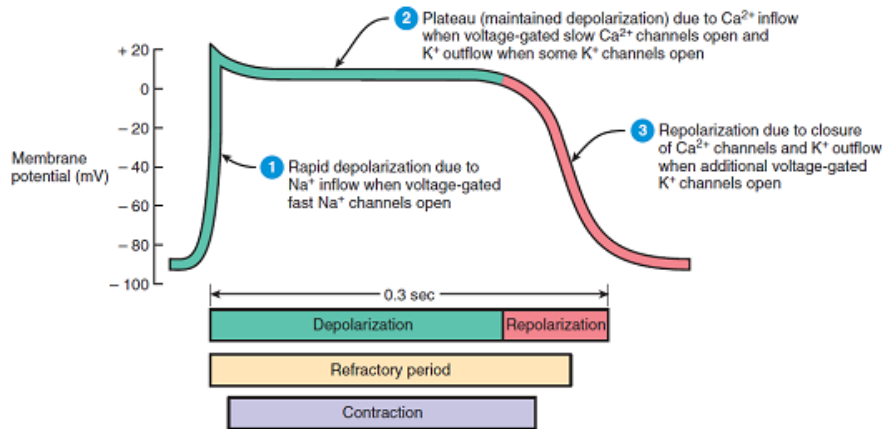 2 Plateau (maintained depolarization) due to Ca²⁺ inflow
when voltage-gated slow Ca²⁺ channels open and
K⁺ outflow when some K⁺ channels open
+ 20
0
– 20
– 40
– 60
– 80
– 100
Membrane
potential (mV)
1 Rapid depolarization due to
Na⁺ inflow when voltage-gated
fast Na⁺ channels open
3 Repolarization due to closure
of Ca²⁺ channels and K⁺ outflow
when additional voltage-gated
K⁺ channels open
0.3 sec
Depolarization
Repolarization
Refractory period
Contraction